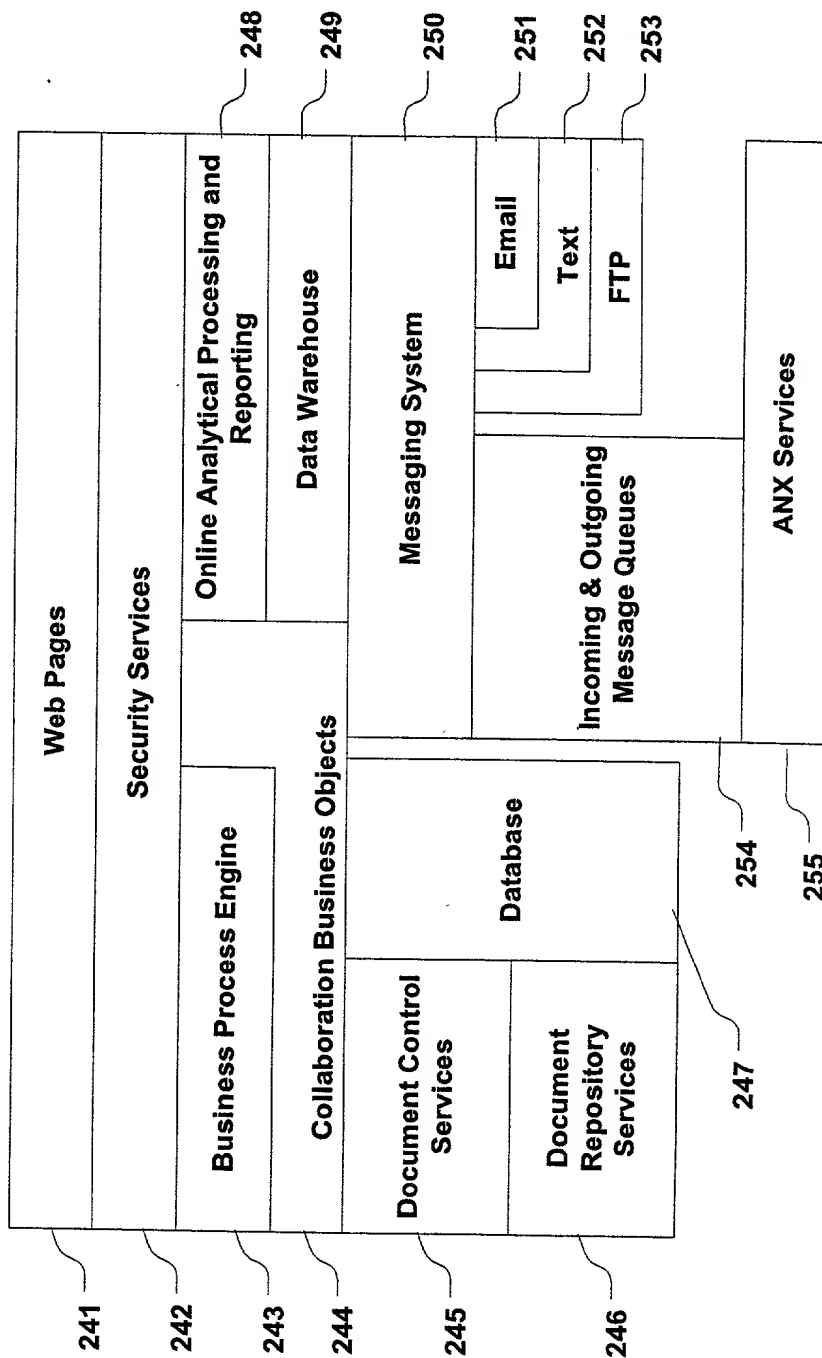 Web Pages
Security Services
Business Process Engine
Collaboration Business Objects
Online Analytical Processing and
Reporting
Data Warehouse
Document Control
Services
Document
Repository
Services
Database
Messaging System
Email
Text
FTP
Incoming & Outgoing
Message Queues
ANX Services
241
242
243
244
245
246
247
248
249
250
251
252
253
254
255